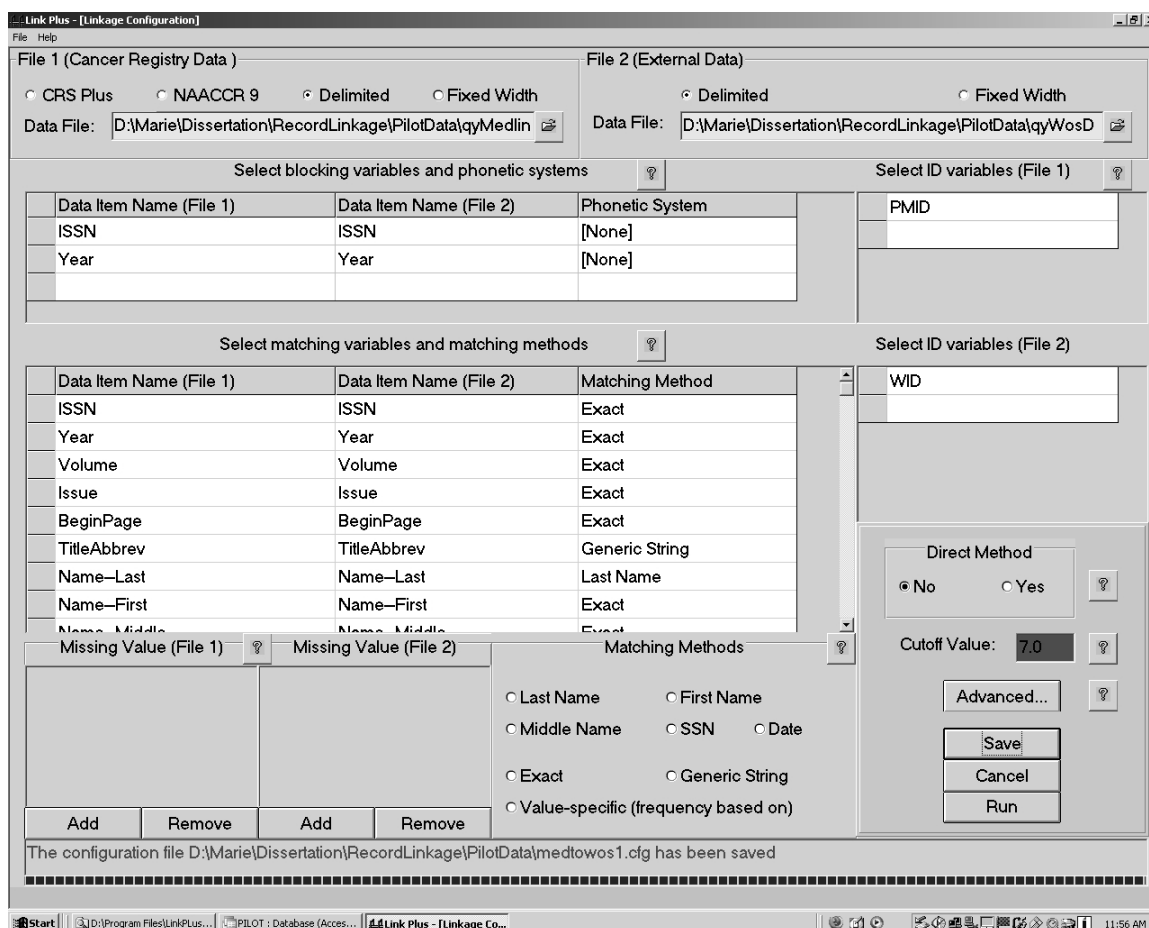 Link Plus - [Linkage Configuration]
File Help
File 1 (Cancer Registry Data )
File 2 (External Data)
CRS Plus NAACCR 9 Delimited Fixed Width
Delimited Fixed Width
Data File: D:\Marie\Dissertation\RecordLinkage\PilotData\qyMedlin
Data File: D:\Marie\Dissertation\RecordLinkage\PilotData\qyWosD
Select blocking variables and phonetic systems ?
Select ID variables (File 1) ?
Data Item Name (File 1) Data Item Name (File 2) Phonetic System
PMID
ISSN ISSN [None]
Year Year [None]
Select matching variables and matching methods ?
Select ID variables (File 2)
Data Item Name (File 1) Data Item Name (File 2) Matching Method
WID
ISSN ISSN Exact
Year Year Exact
Volume Volume Exact
Issue Issue Exact
BeginPage BeginPage Exact
TitleAbbrev TitleAbbrev Generic String
Name—Last Name—Last Last Name
Name—First Name—First Exact
Name—Middle Name—Middle Exact
Direct Method
No Yes ?
Cutoff Value: 7.0 ?
Advanced... ?
Save
Cancel
Run
Missing Value (File 1) ? Missing Value (File 2)
Matching Methods ?
Last Name First Name
Middle Name SSN Date
Exact Generic String
Value-specific (frequency based on)
Add Remove Add Remove
The configuration file D:\Marie\Dissertation\RecordLinkage\PilotData\medtowos1.cfg has been saved
Start D:\Program Files\LinkPLus... PILOT : Database (Acces... Link Plus - [Linkage Co... 11:56 AM